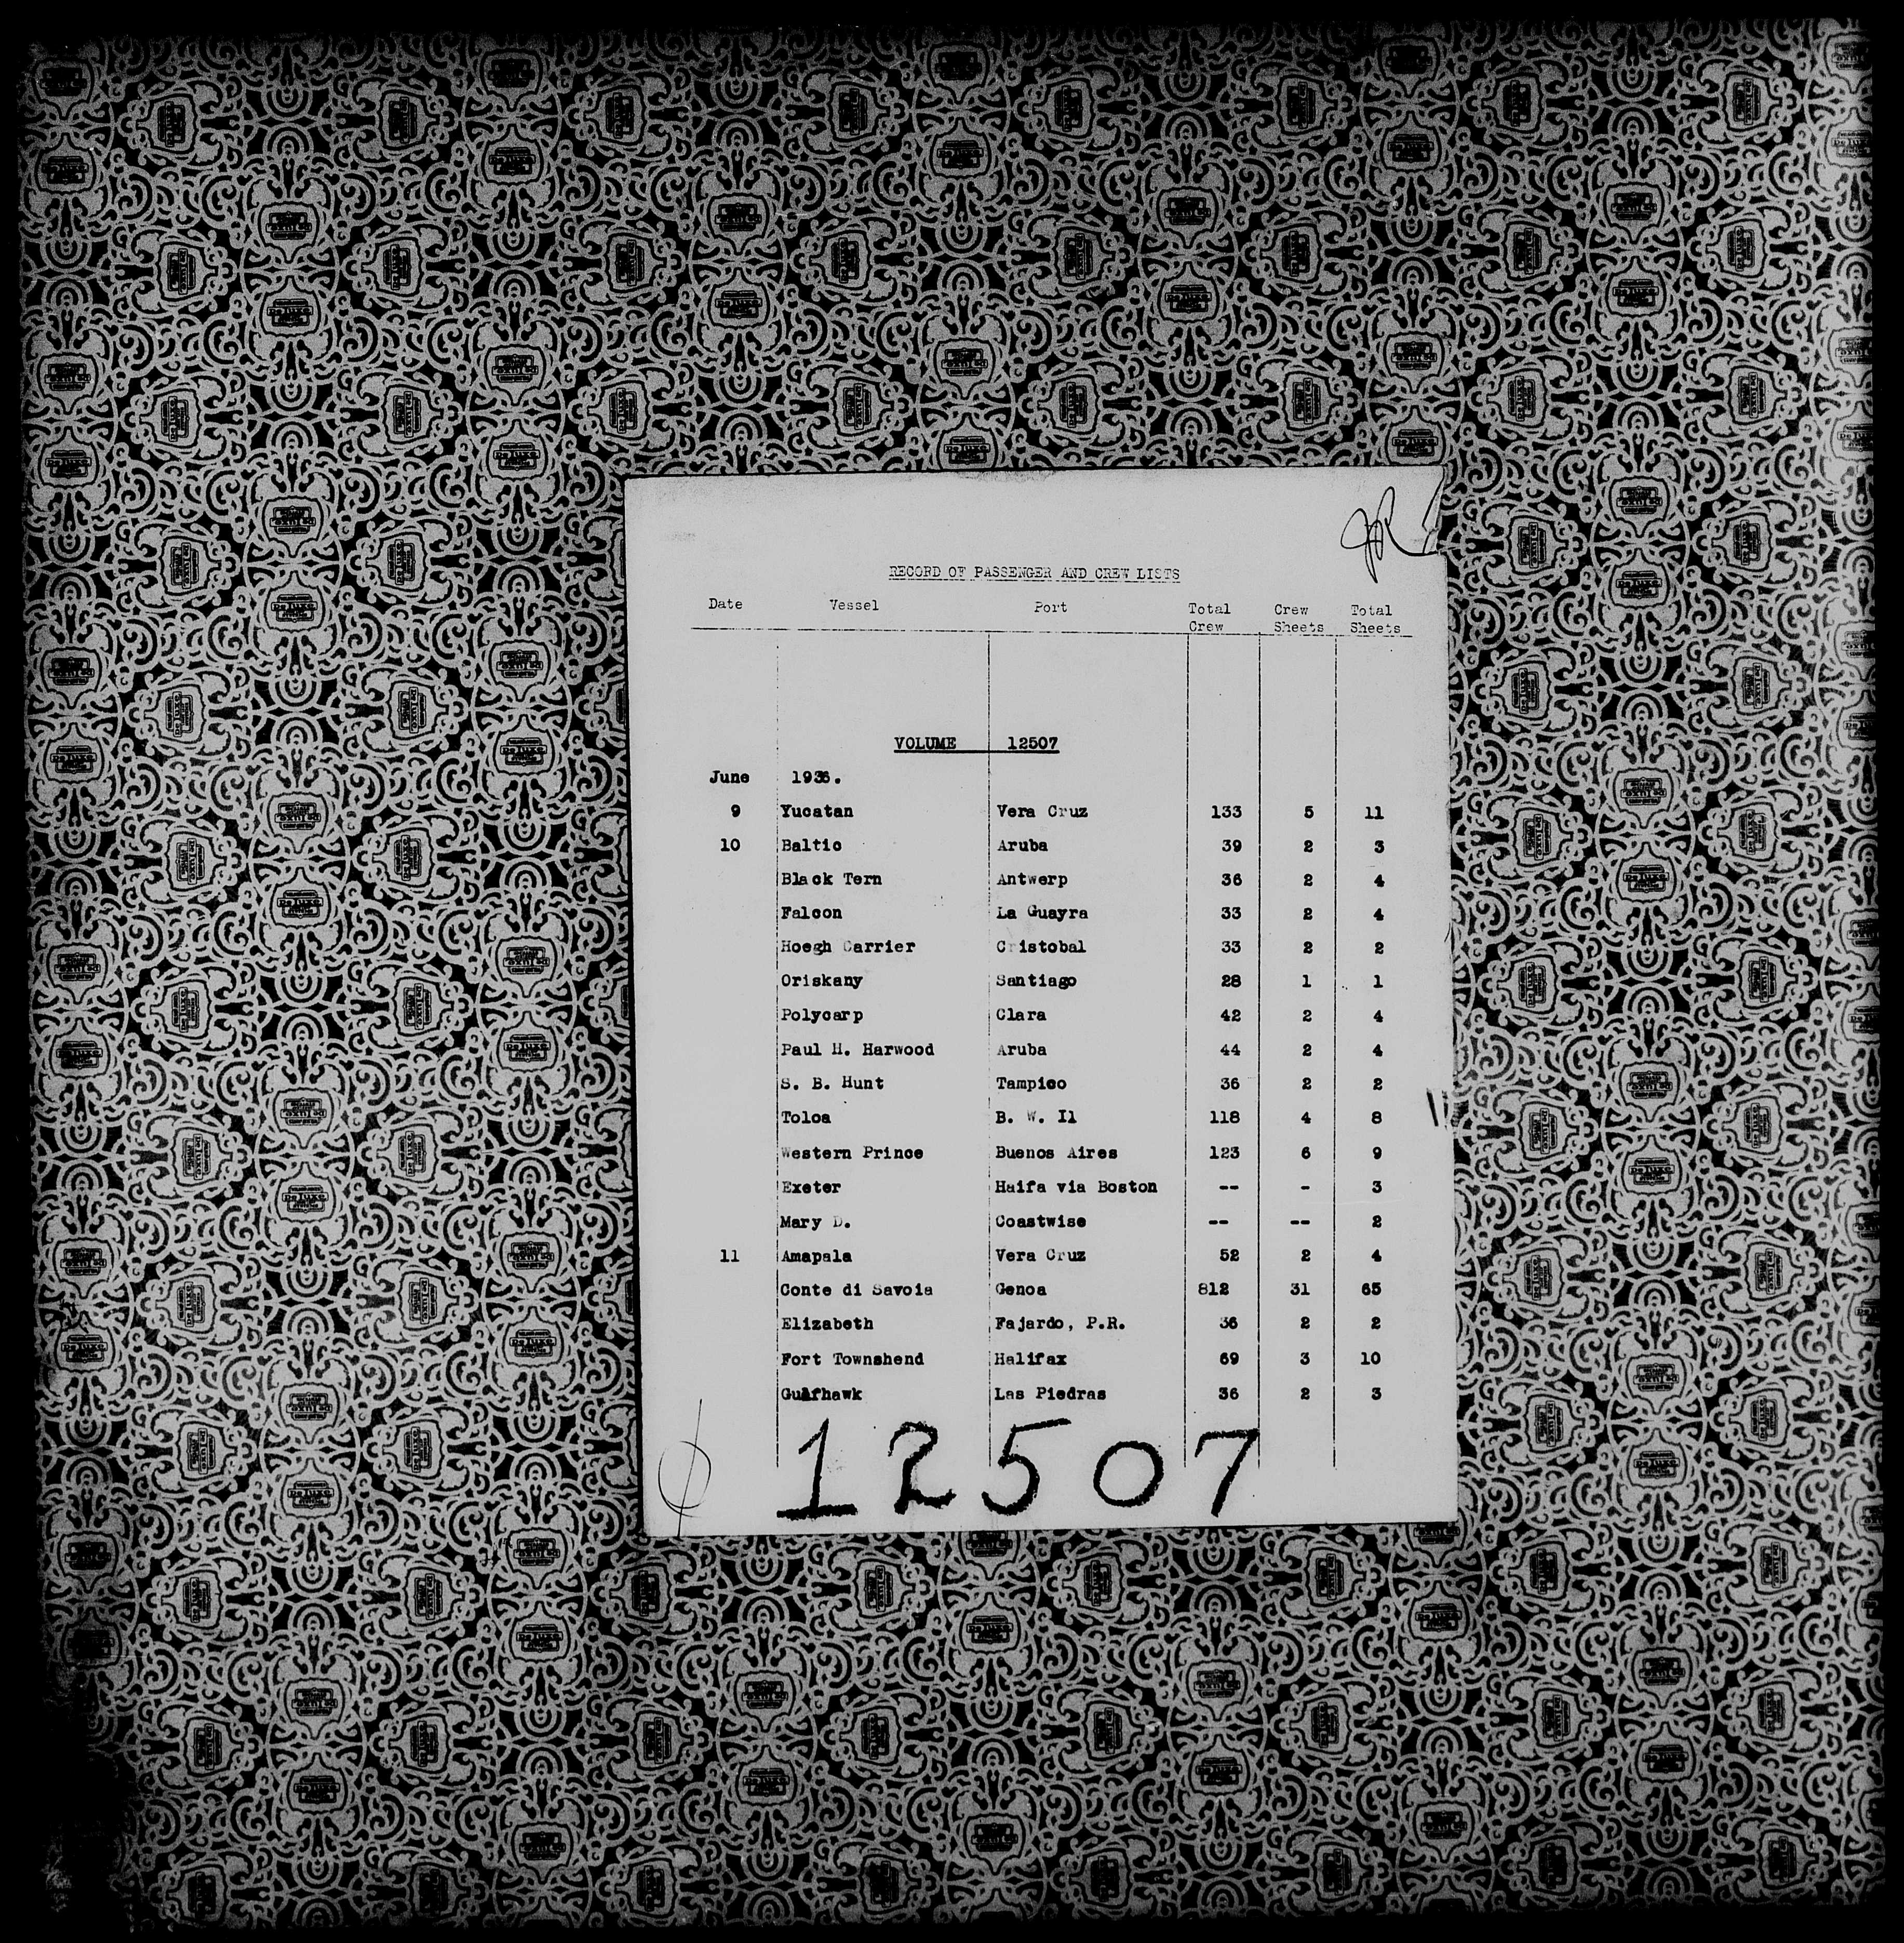 RECORD OF PASSENGER AND CREW LISTS
Date Vessel Port Total Crew Total
Crew Sheets Sheets
VOLUME 12507
June 1936.
9 Yucatan Vera Cruz 133 5 11
10 Baltic Aruba 39 2 3
Black Tern Antwerp 36 2 4
Falcon La Guayra 33 2 4
Hoegh Carrier Cristobal 33 2 2
Oriskany Santiago 28 1 1
Polycarp Clara 42 2 4
Paul H. Harwood Aruba 44 2 4
S. B. Hunt Tampico 36 2 2
Toloa B. W. Il 118 4 8
Western Prince Buenos Aires 123 6 9
Exeter Haifa via Boston -- - 3
Mary D. Coastwise -- -- 2
11 Amapala Vera Cruz 52 2 4
Conte di Savoia Genoa 812 31 65
Elizabeth Fajardo, P.R. 36 2 2
Fort Townshend Halifax 69 3 10
Gulfhawk Las Piedras 36 2 3
12507